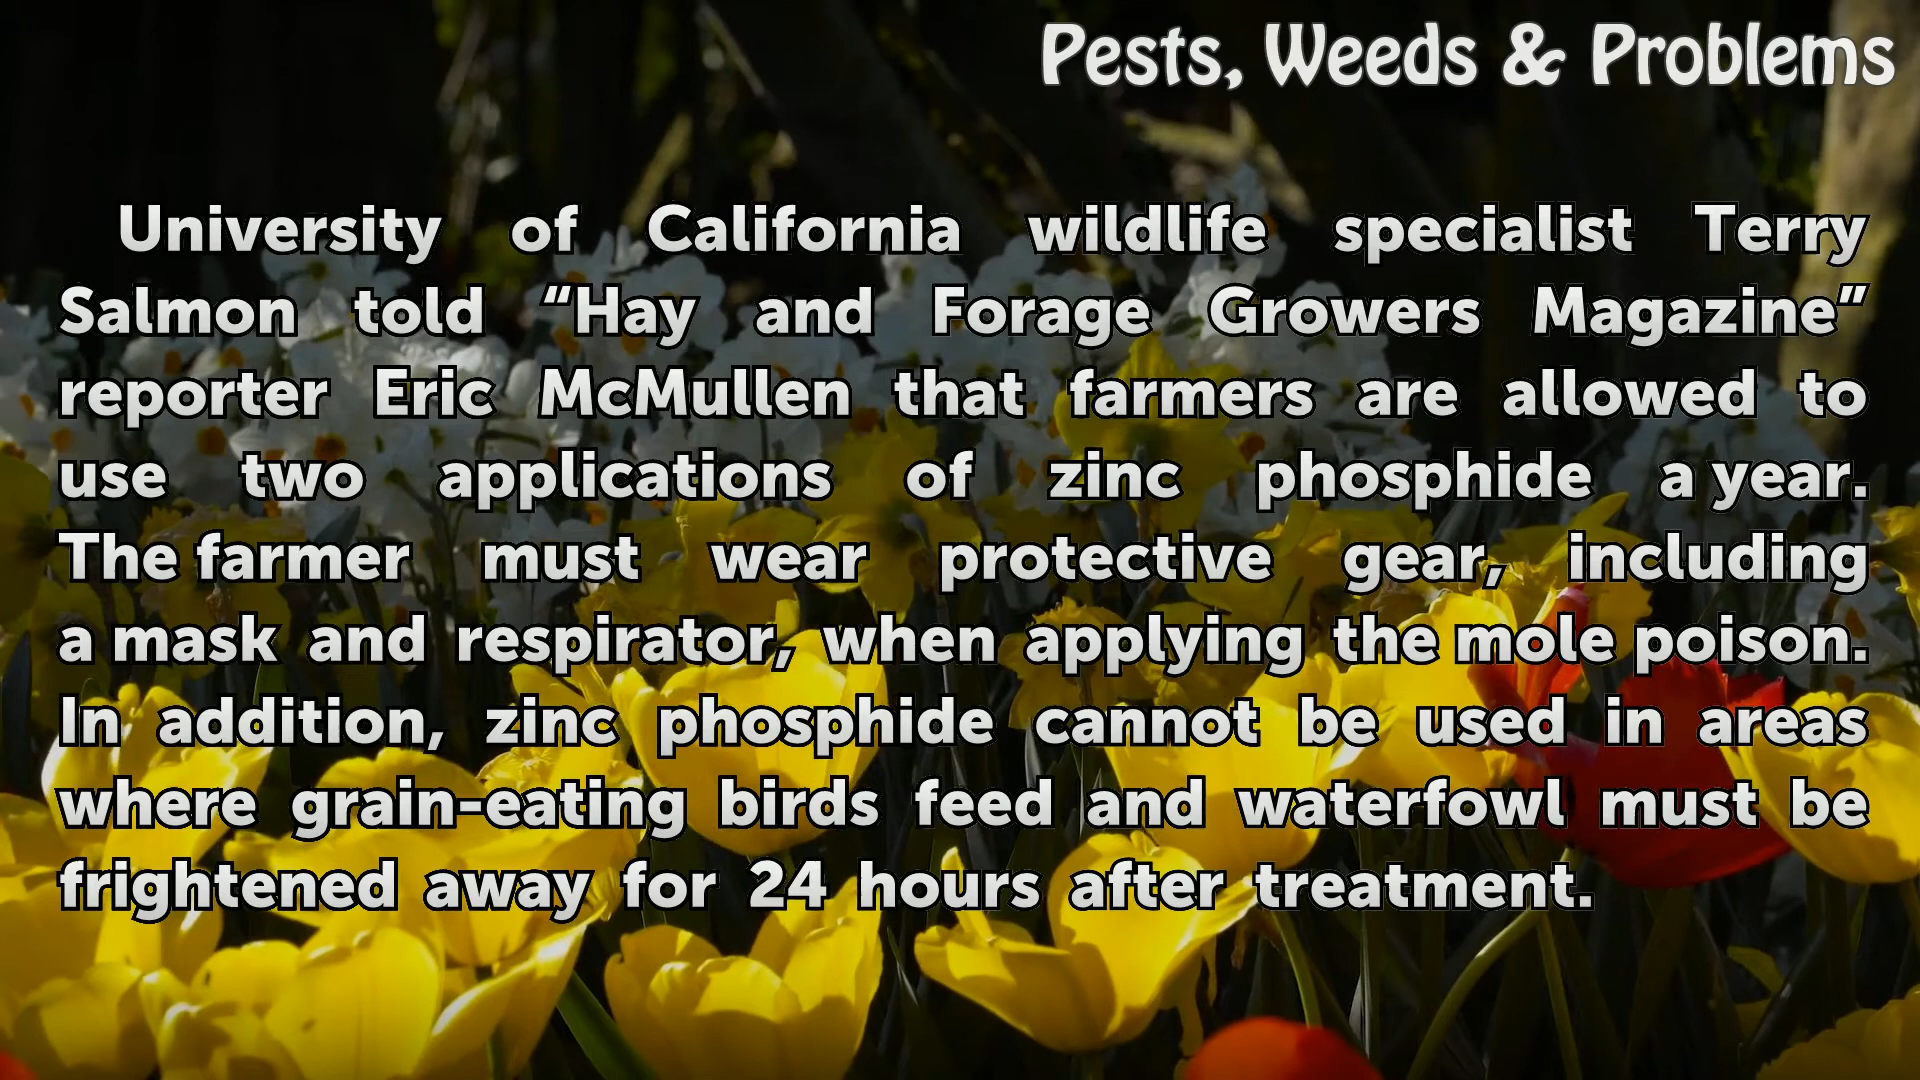 Pests, Weeds & Problems
University of California wildlife specialist Terry
Salmon told “Hay and Forage Growers Magazine”
reporter Eric McMullen that farmers are allowed to
use two applications of zinc phosphide a year.
The farmer must wear protective gear, including
a mask and respirator, when applying the mole poison.
In addition, zinc phosphide cannot be used in areas
where grain-eating birds feed and waterfowl must be
frightened away for 24 hours after treatment.